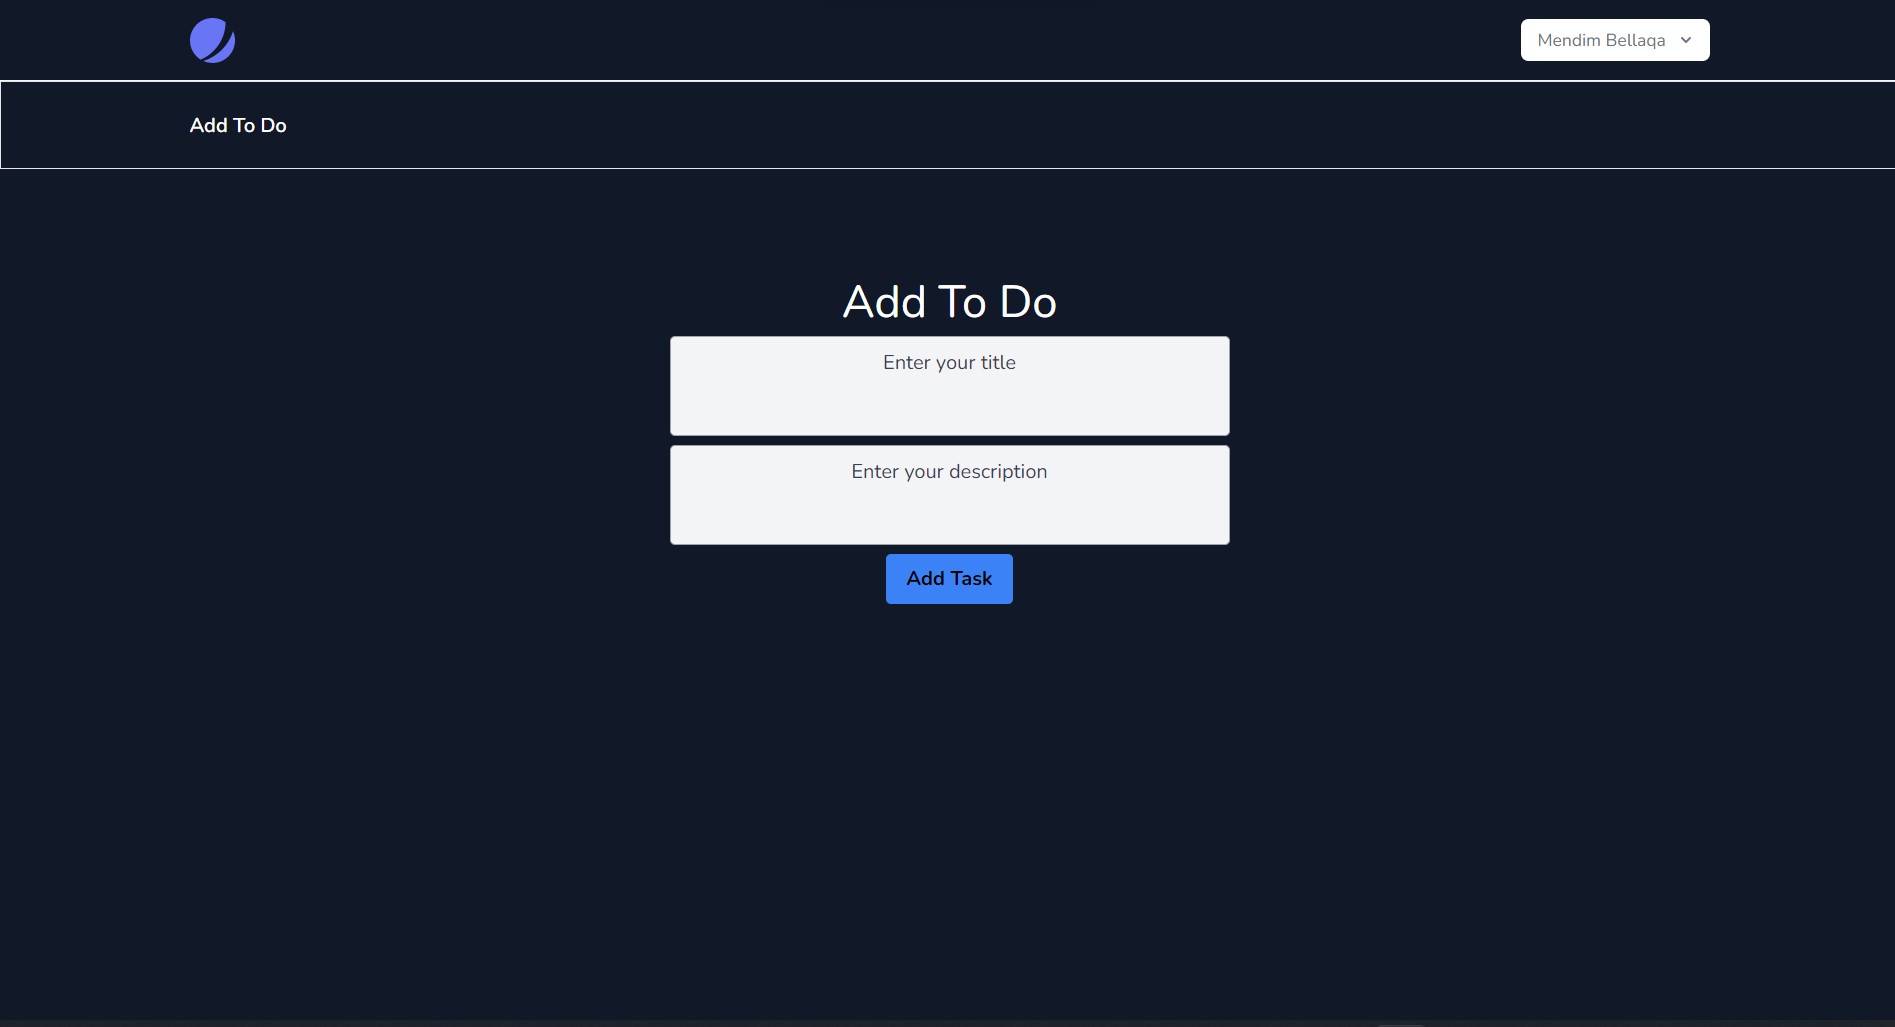 Mendim Bellaqa
Add To Do
Add To Do
Enter your title
Enter your description
Add Task